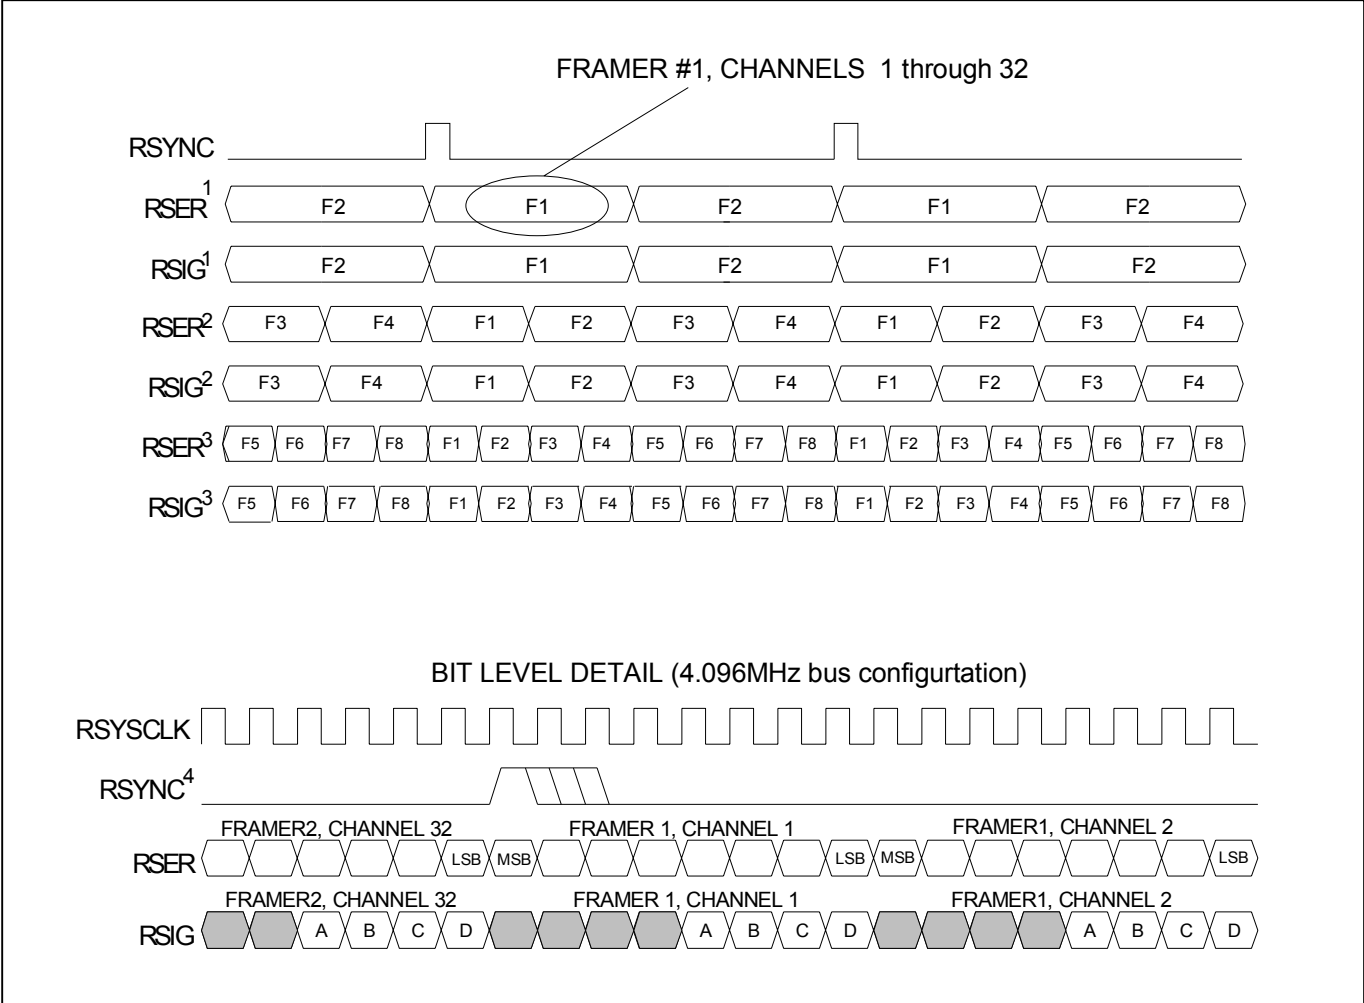 FRAMER #1, CHANNELS 1 through 32
RSYNC
RSER1 F2 F1 F2 F1 F2
RSIG1 F2 F1 F2 F1 F2
RSER2 F3 F4 F1 F2 F3 F4 F1 F2 F3 F4
RSIG2 F3 F4 F1 F2 F3 F4 F1 F2 F3 F4
RSER3 F5 F6 F7 F8 F1 F2 F3 F4 F5 F6 F7 F8 F1 F2 F3 F4 F5 F6 F7 F8
RSIG3 F5 F6 F7 F8 F1 F2 F3 F4 F5 F6 F7 F8 F1 F2 F3 F4 F5 F6 F7 F8
BIT LEVEL DETAIL (4.096MHz bus configurtation)
RSYSCLK
RSYNC4
FRAMER2, CHANNEL 32 FRAMER 1, CHANNEL 1 FRAMER1, CHANNEL 2
RSER LSB MSB LSB MSB LSB
FRAMER2, CHANNEL 32 FRAMER 1, CHANNEL 1 FRAMER1, CHANNEL 2
RSIG A B C D A B C D A B C D